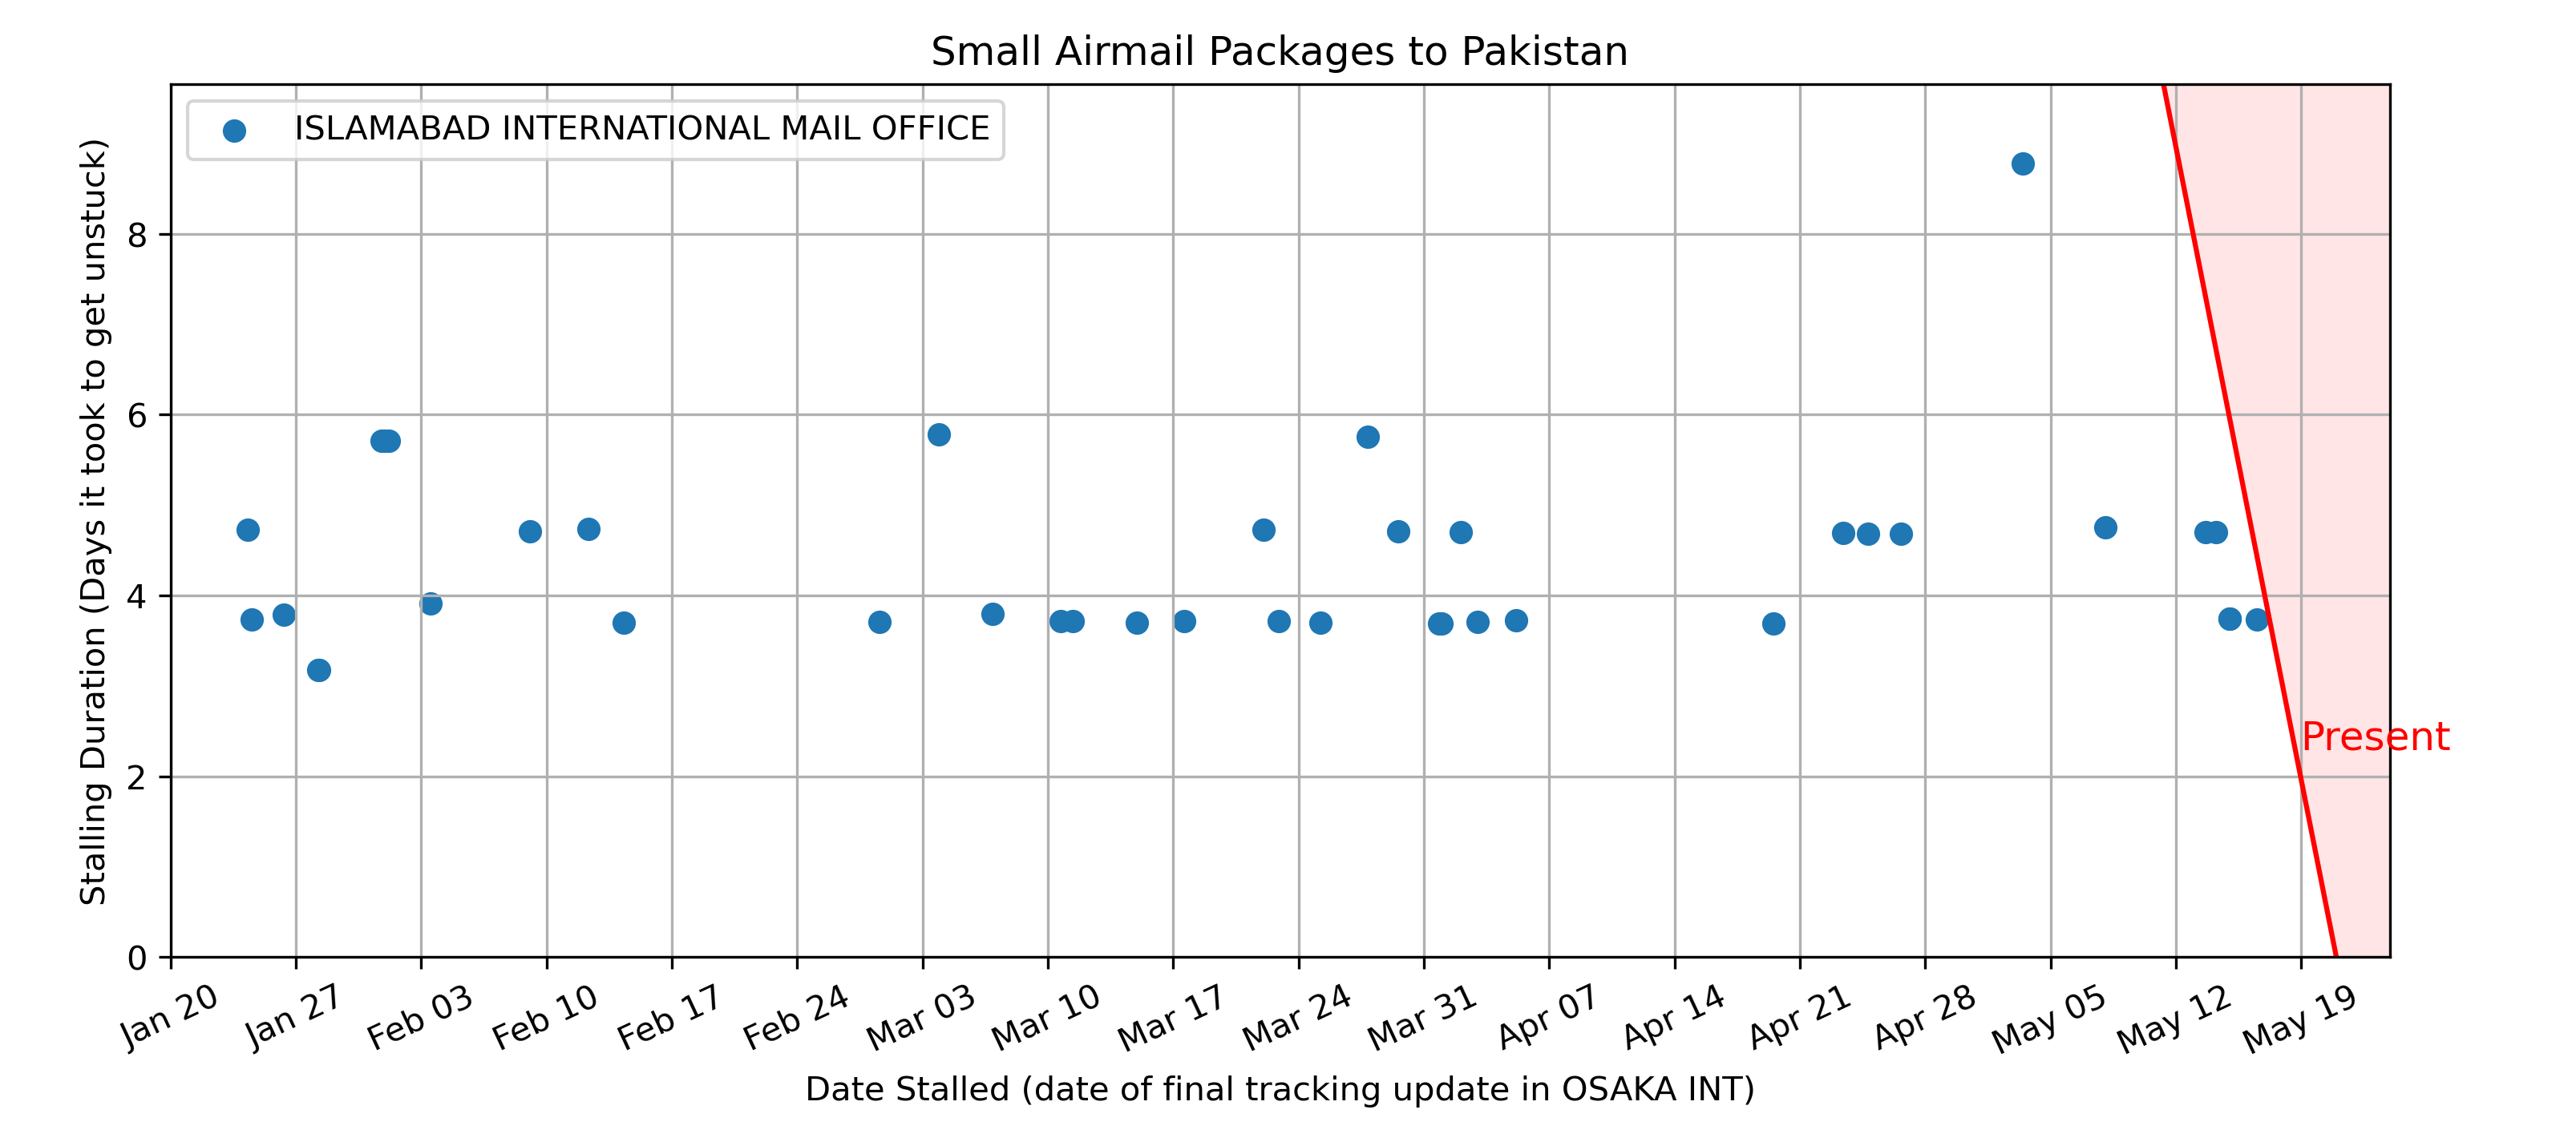 Small Airmail Packages to Pakistan
ISLAMABAD INTERNATIONAL MAIL OFFICE
Stalling Duration (Days it took to get unstuck)
8
6
4
2
0
Present
Jan 20
Jan 27
Feb 03
Feb 10
Feb 17
Feb 24
Mar 03
Mar 10
Mar 17
Mar 24
Mar 31
Apr 07
Apr 14
Apr 21
Apr 28
May 05
May 12
May 19
Date Stalled (date of final tracking update in OSAKA INT)